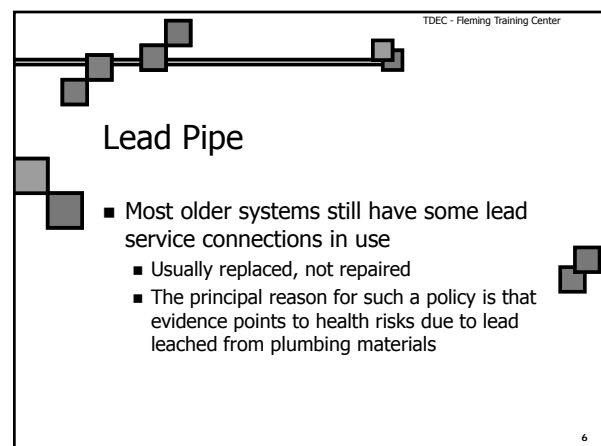 TDEC - Fleming Training Center
Lead Pipe
■ Most older systems still have some lead
service connections in use
■ Usually replaced, not repaired
■ The principal reason for such a policy is that
evidence points to health risks due to lead
leached from plumbing materials
6